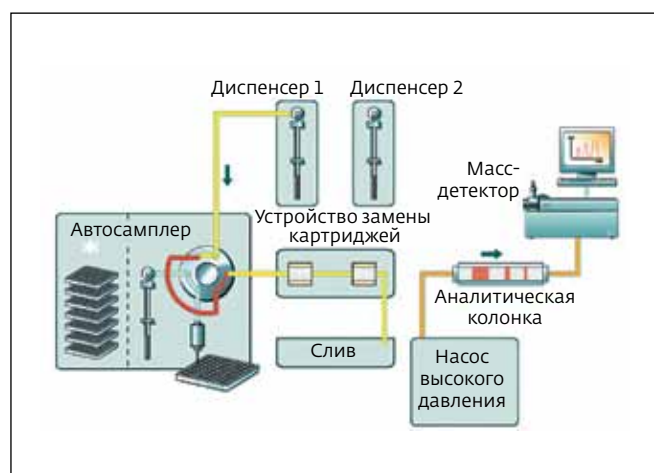 Диспенсер 1
Диспенсер 2
Масс-
детектор
Автосамплер
Устройство замены
картриджей
Аналитическая
колонка
Слив
Насос
высокого
давления